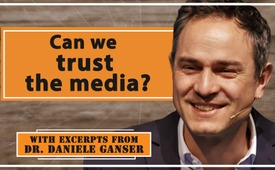 Can we
trust
the media?
WITH EXCERPTS FROM
DR. DANIELE GANSER